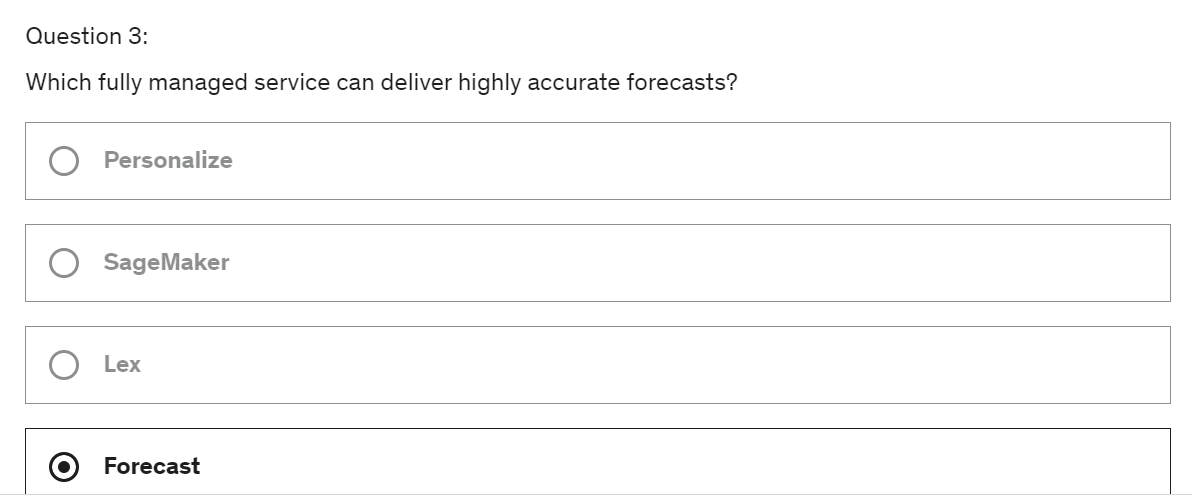 Question 3:
Which fully managed service can deliver highly accurate forecasts?
Personalize
SageMaker
Lex
Forecast